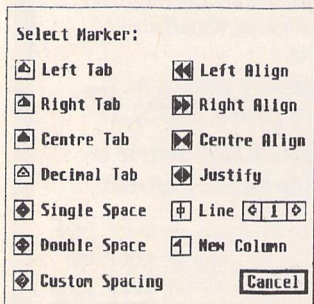 Select Marker:
Left Tab Left Align
Right Tab Right Align
Centre Tab Centre Align
Decimal Tab Justify
Single Space Line 1
Double Space New Column
Custom Spacing Cancel